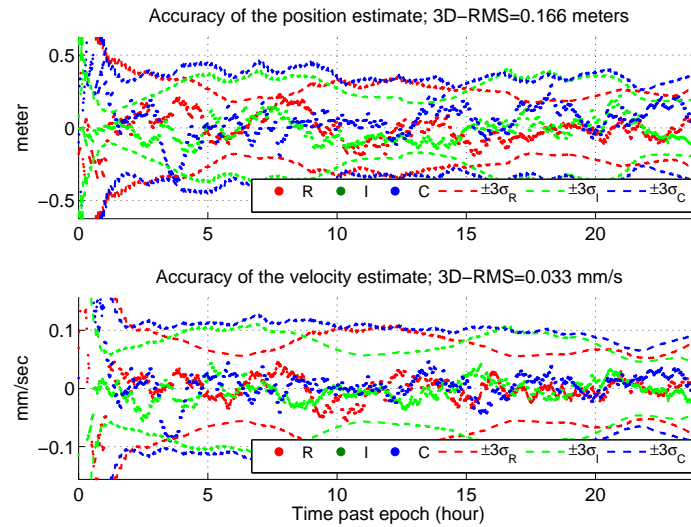 Accuracy of the position estimate; 3D−RMS=0.166 meters
0.5
0
−0.5
meter
R I C ±3σR ±3σI ±3σC
0 5 10 15 20
Accuracy of the velocity estimate; 3D−RMS=0.033 mm/s
0.1
0
−0.1
mm/sec
R I C ±3σR ±3σI ±3σC
0 5 10 15 20
Time past epoch (hour)